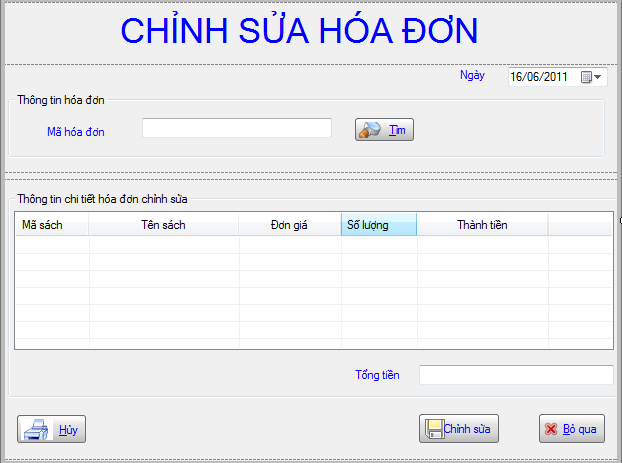 CHỈNH SỬA HÓA ĐƠN
Ngày 16/06/2011
Thông tin hóa đơn
Mã hóa đơn Tìm
Thông tin chi tiết hóa đơn chỉnh sửa
Mã sách Tên sách Đơn giá Số lượng Thành tiền
Tổng tiền
Hủy Chỉnh sửa Bỏ qua